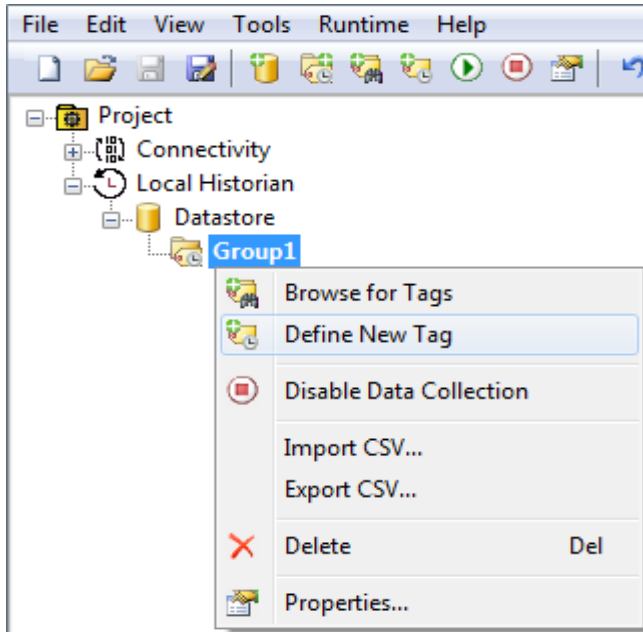 File Edit View Tools Runtime Help
Project
Connectivity
Local Historian
Datastore
Group1
Browse for Tags
Define New Tag
Disable Data Collection
Import CSV...
Export CSV...
Delete Del
Properties...